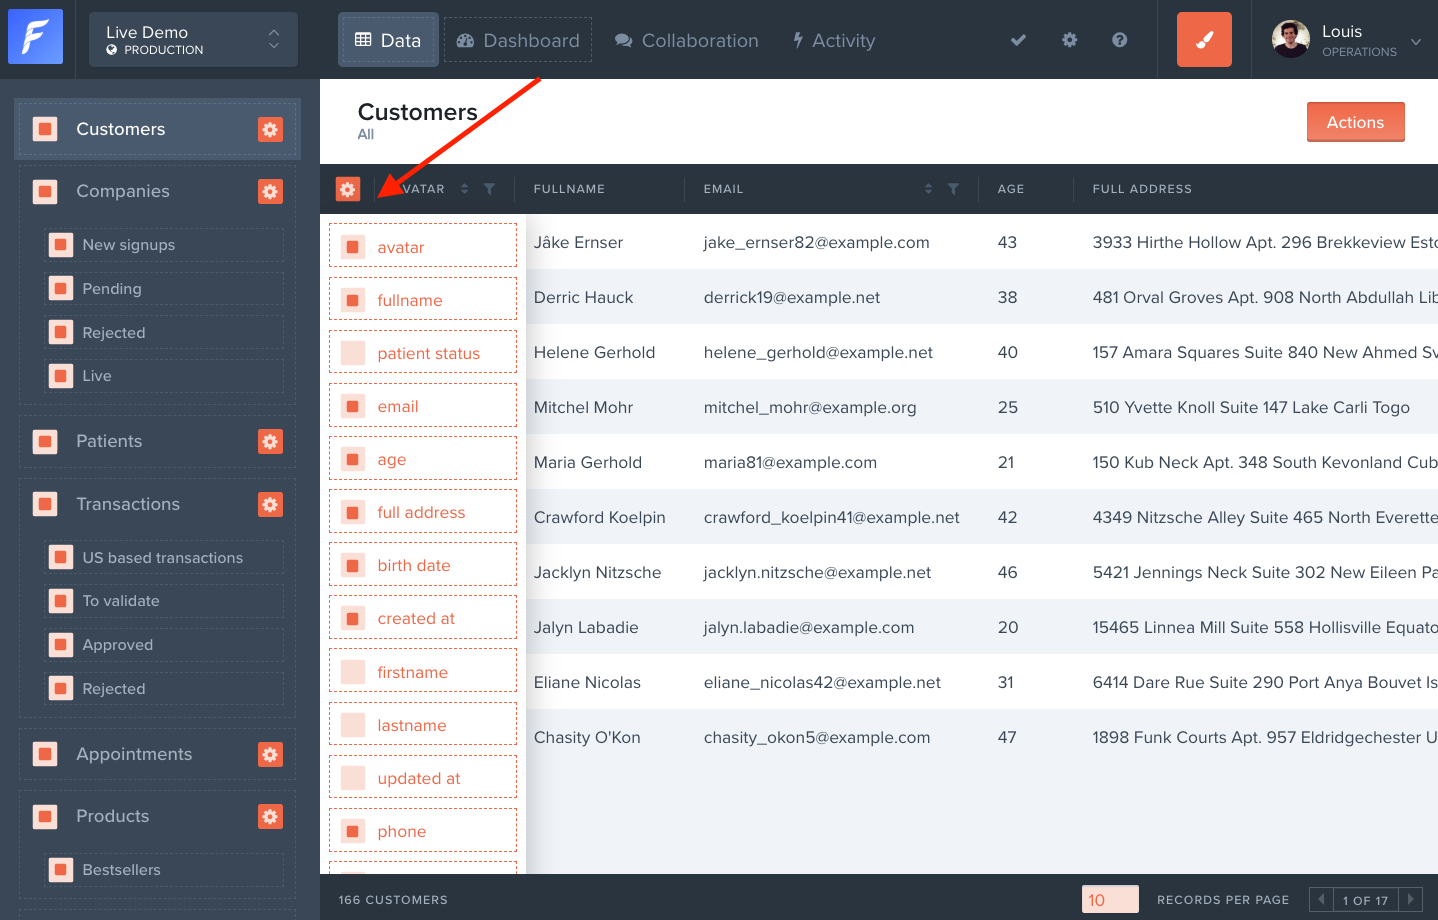 Live Demo
PRODUCTION
Data
Dashboard
Collaboration
Activity
Louis
OPERATIONS
Customers
Companies
New signups
Pending
Rejected
Live
Patients
Transactions
US based transactions
To validate
Approved
Rejected
Appointments
Products
Bestsellers
Customers
All
Actions
VATAR
FULLNAME
EMAIL
AGE
FULL ADDRESS
avatar
fullname
patient status
email
age
full address
birth date
created at
firstname
lastname
updated at
phone
Jâke Ernser jake_ernser82@example.com 43 3933 Hirthe Hollow Apt. 296 Brekkeview Esto
Derric Hauck derrick19@example.net 38 481 Orval Groves Apt. 908 North Abdullah Lib
Helene Gerhold helene_gerhold@example.net 40 157 Amara Squares Suite 840 New Ahmed Sv
Mitchel Mohr mitchel_mohr@example.org 25 510 Yvette Knoll Suite 147 Lake Carli Togo
Maria Gerhold maria81@example.com 21 150 Kub Neck Apt. 348 South Kevonland Cub
Crawford Koelpin crawford_koelpin41@example.net 42 4349 Nitzsche Alley Suite 465 North Everette
Jacklyn Nitzsche jacklyn.nitzsche@example.net 46 5421 Jennings Neck Suite 302 New Eileen Pa
Jalyn Labadie jalyn.labadie@example.com 20 15465 Linnea Mill Suite 558 Hollisville Equato
Eliane Nicolas eliane_nicolas42@example.net 31 6414 Dare Rue Suite 290 Port Anya Bouvet Is
Chasity O'Kon chasity_okon5@example.com 47 1898 Funk Courts Apt. 957 Eldridgechester U
166 CUSTOMERS
10
RECORDS PER PAGE
1 OF 17